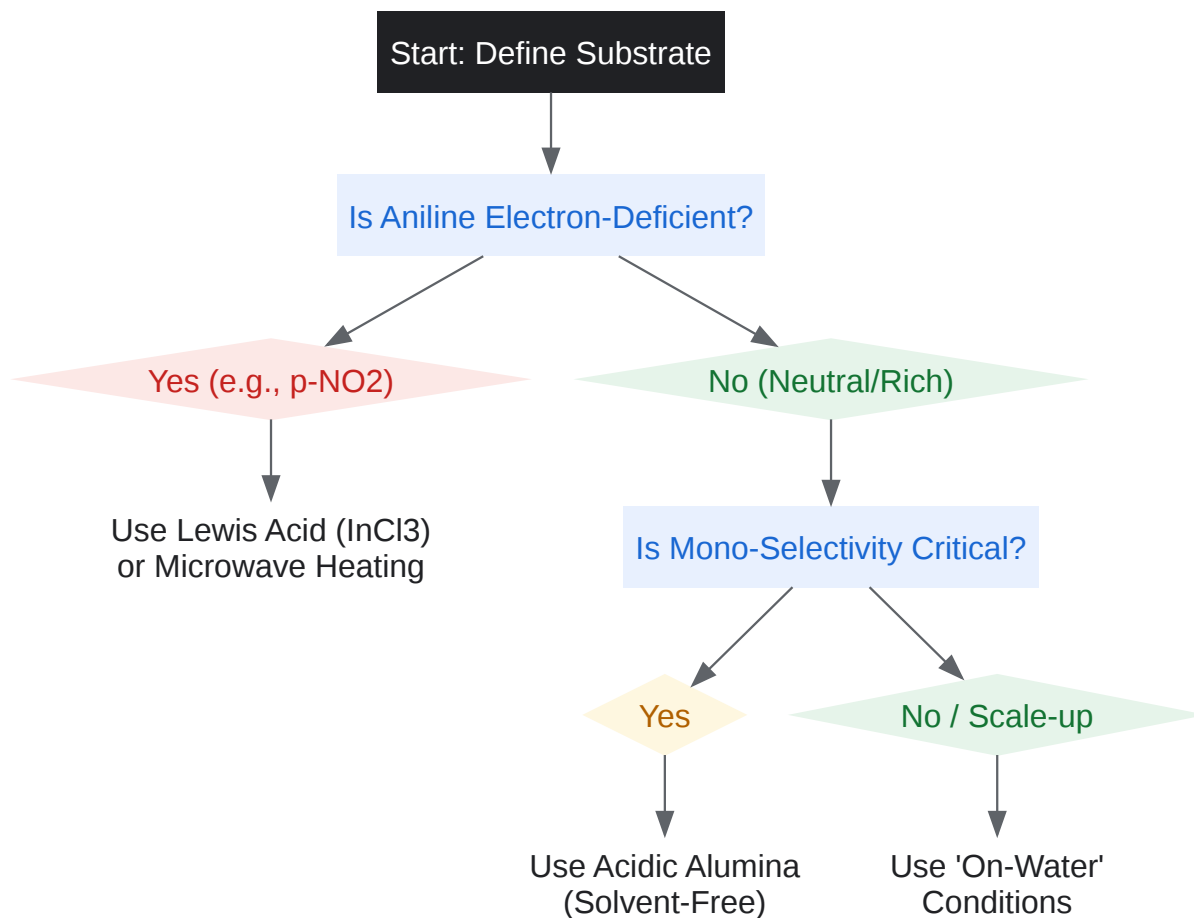 Start: Define Substrate
Is Aniline Electron-Deficient?
Yes (e.g., p-NO2)
No (Neutral/Rich)
Use Lewis Acid (InCl3)
or Microwave Heating
Is Mono-Selectivity Critical?
Yes
No / Scale-up
Use Acidic Alumina
(Solvent-Free)
Use 'On-Water'
Conditions